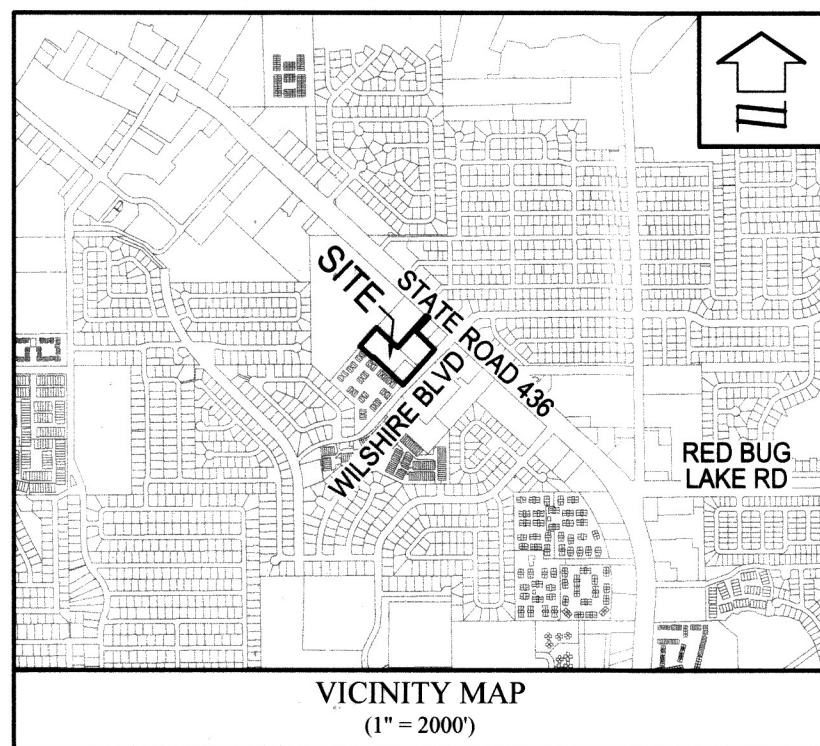 SITE
STATE ROAD 436
WILSHIRE BLVD
RED BUG
LAKE RD
VICINITY MAP
(1" = 2000')